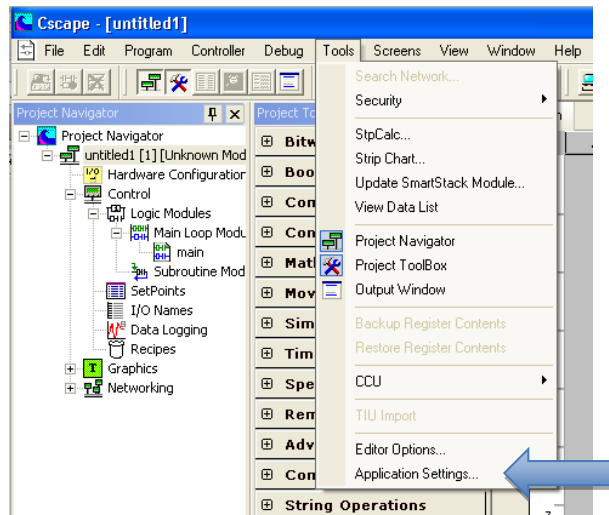 Cscape - [untitled1]
File Edit Program Controller Debug Tools Screens View Window Help
Project Navigator
Project To
Project Navigator
untitled1 [1] [Unknown Mod
Hardware Configuration
Control
Logic Modules
Main Loop Modu
main
Subroutine Mod
SetPoints
I/O Names
Data Logging
Recipes
Graphics
Networking
Bitw
Boo
Con
Con
Mat
Mov
Sim
Tim
Spe
Rem
Adv
Con
String Operations
Search Network...
Security
StpCalc...
Strip Chart...
Update SmartStack Module...
View Data List
Project Navigator
Project ToolBox
Output Window
Backup Register Contents
Restore Register Contents
CCU
TIU Import
Editor Options...
Application Settings...